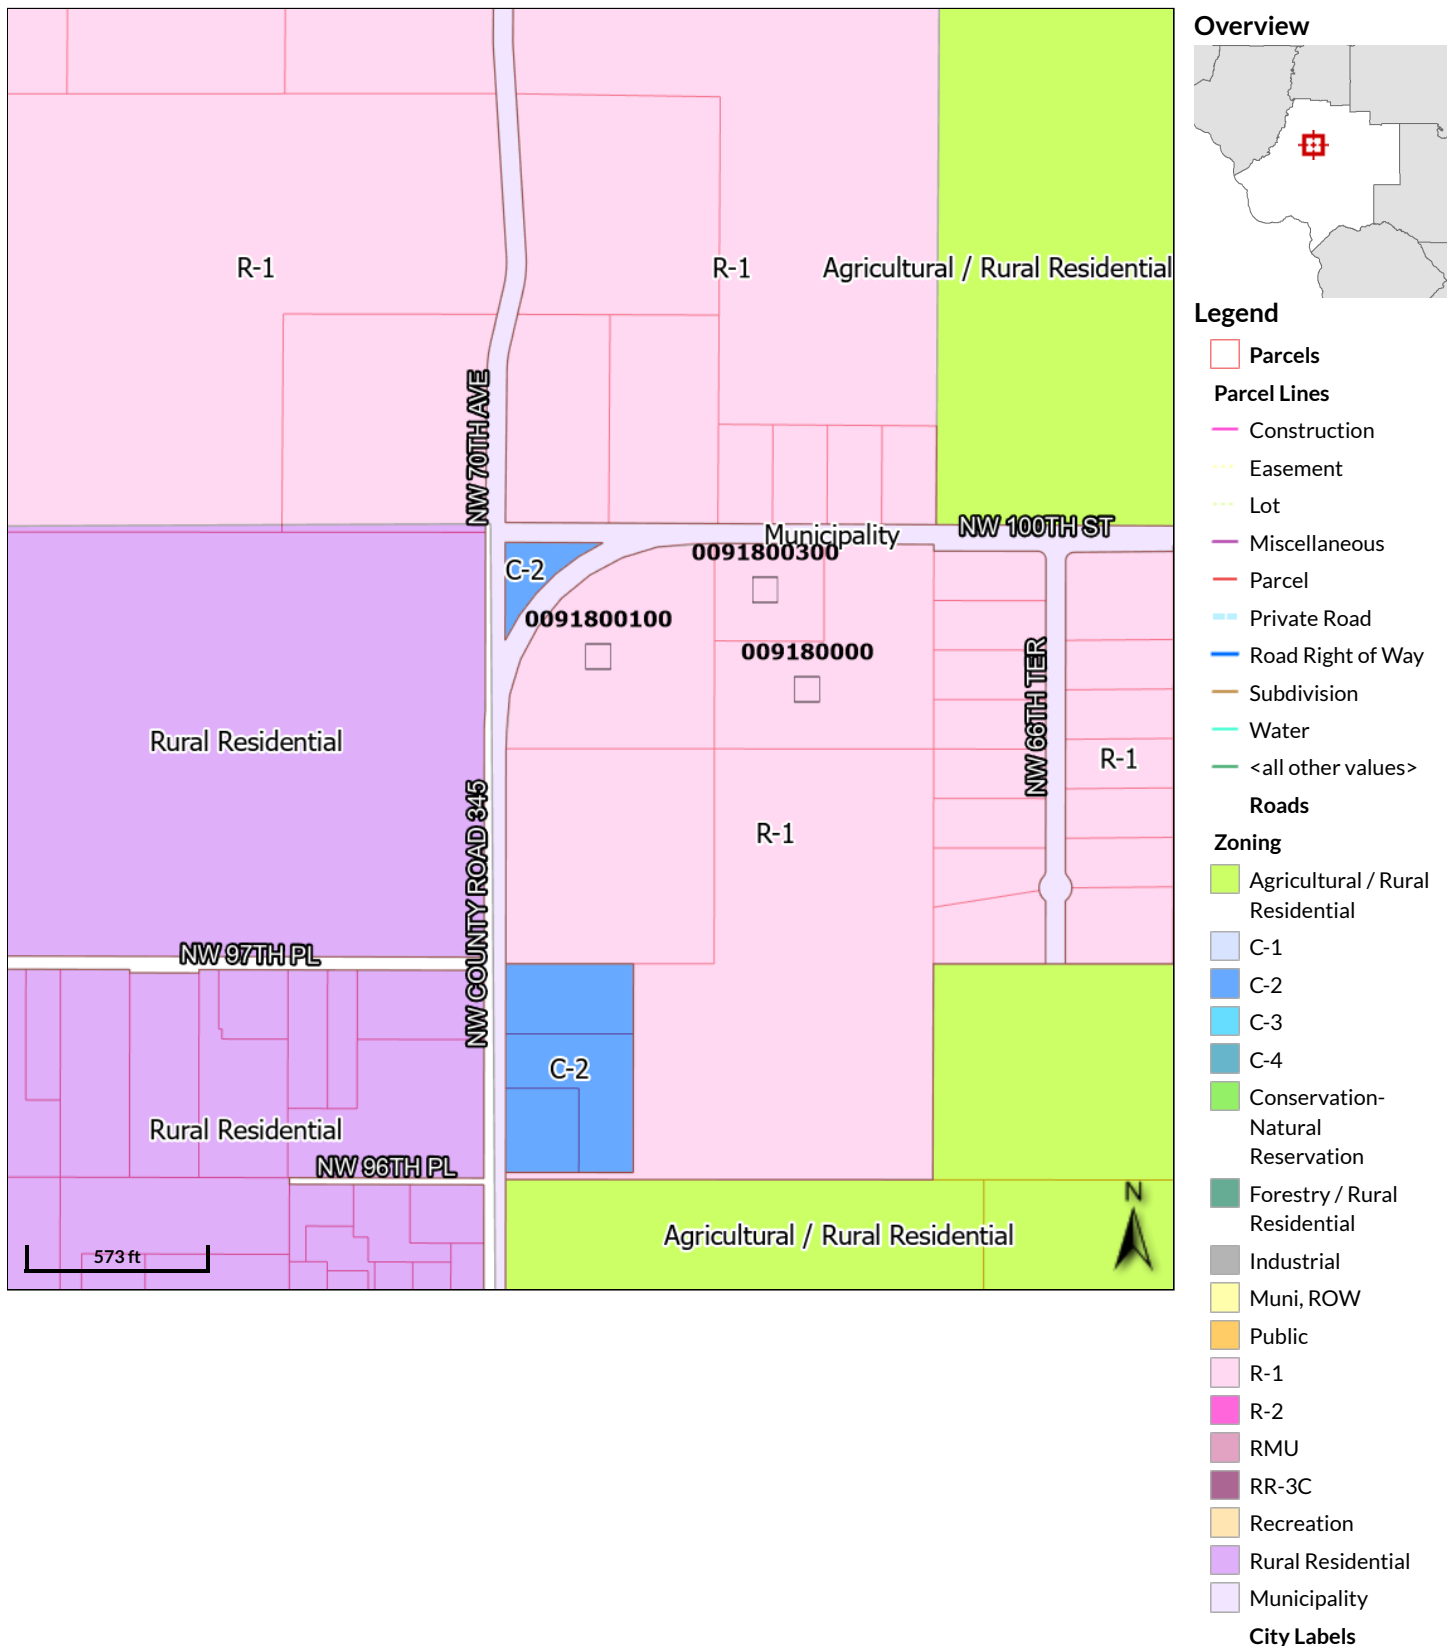 R-1
R-1
Agricultural / Rural Residential
NW 70TH AVE
Municipality
NW 100TH ST
0091800300
C-2
0091800100
009180000
NW 66TH TER
Rural Residential
R-1
R-1
NW COUNTY ROAD 345
NW 97TH PL
C-2
Rural Residential
NW 96TH PL
Agricultural / Rural Residential
N
573 ft
Overview
Legend
Parcels
Parcel Lines
Construction
Easement
Lot
Miscellaneous
Parcel
Private Road
Road Right of Way
Subdivision
Water
<all other values>
Roads
Zoning
Agricultural / Rural
Residential
C-1
C-2
C-3
C-4
Conservation-
Natural
Reservation
Forestry / Rural
Residential
Industrial
Muni, ROW
Public
R-1
R-2
RMU
RR-3C
Recreation
Rural Residential
Municipality
City Labels